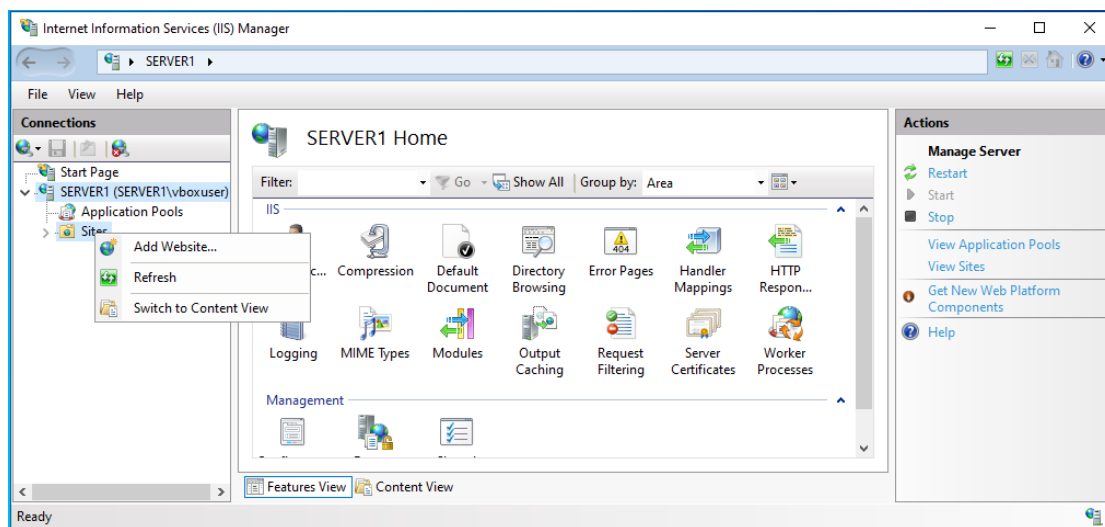 Internet Information Services (IIS) Manager
SERVER1
File View Help
Connections
Start Page
SERVER1 (SERVER1\vboxuser)
Application Pools
Sites
Add Website...
Refresh
Switch to Content View
SERVER1 Home
Filter: Go Show All Group by: Area
IIS
Compression Default Document Directory Browsing Error Pages Handler Mappings HTTP Respon...
404
Logging MIME Types Modules Output Caching Request Filtering Server Certificates Worker Processes
Management
Features View Content View
Actions
Manage Server
Restart
Start
Stop
View Application Pools
View Sites
Get New Web Platform
Components
Help
Ready